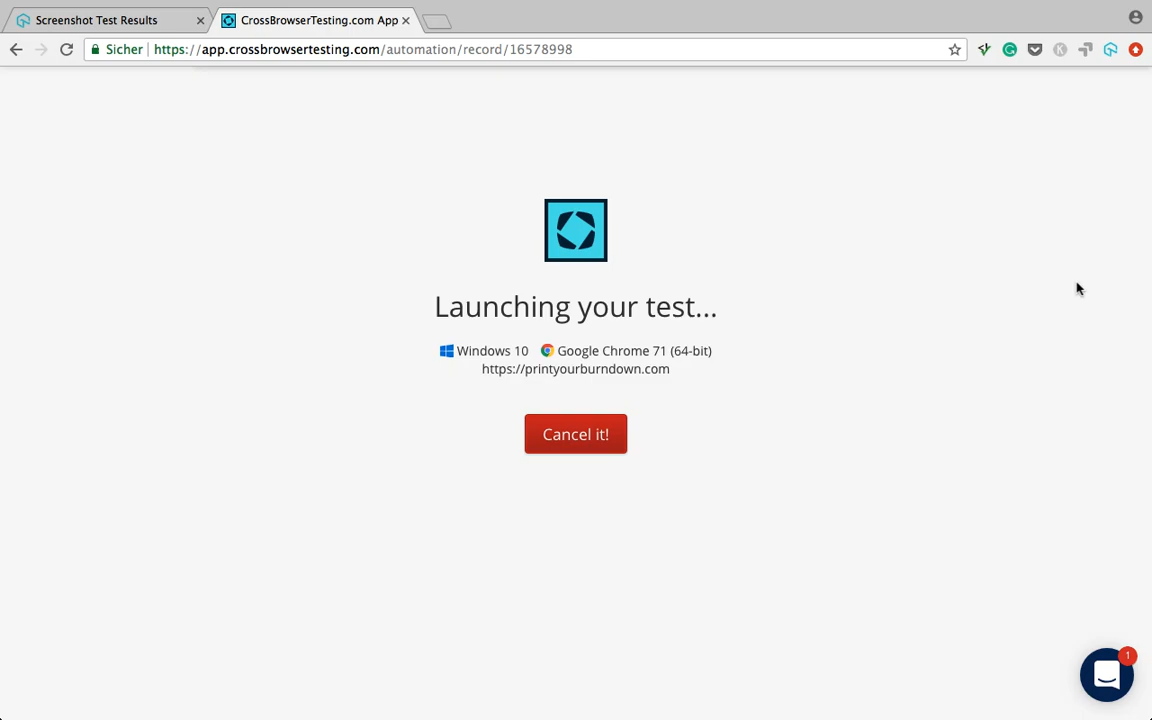 Screenshot Test Results
CrossBrowserTesting.com App
Sicher https://app.crossbrowsertesting.com/automation/record/16578998
Launching your test...
Windows 10 Google Chrome 71 (64-bit)
https://printyourburndown.com
Cancel it!
1